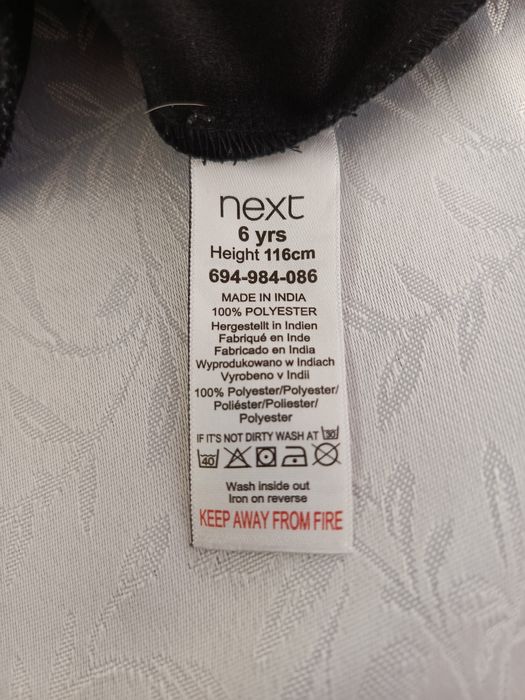 next
6 yrs
Height 116cm
694-984-086
MADE IN INDIA
100% POLYESTER
Hergestellt in Indien
Fabriqué en Inde
Fabricado en India
Wyprodukowano w Indiach
Vyrobeno v Indii
100% Polyester/Polyester/
Poliéster/Poliester/
Polyester
IF IT'S NOT DIRTY WASH AT 30
40
Wash inside out
Iron on reverse
KEEP AWAY FROM FIRE